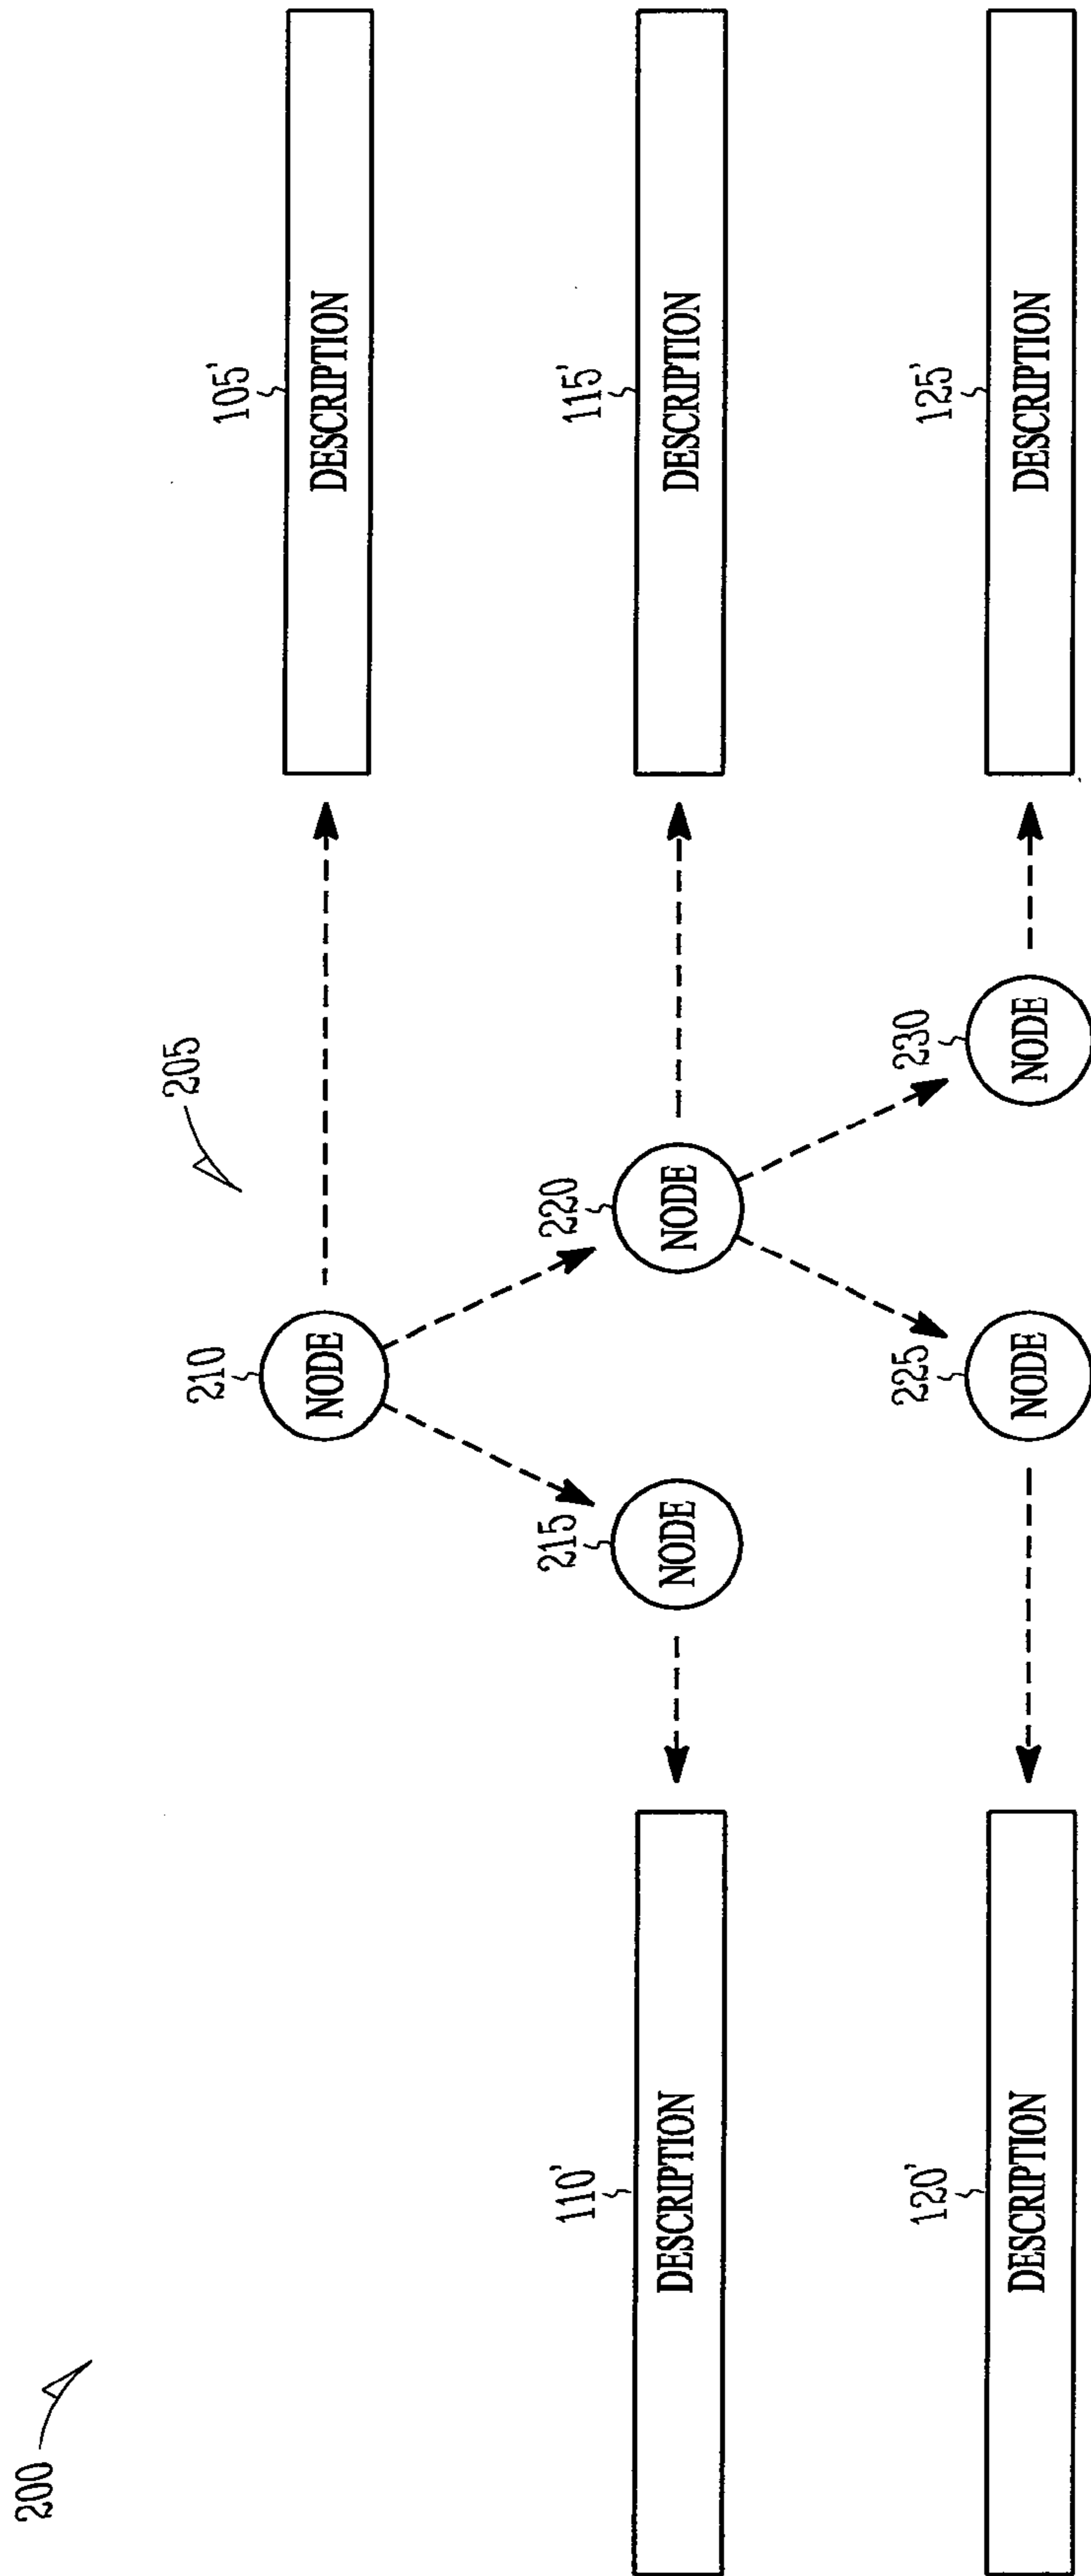 200
205
210
NODE
105'
DESCRIPTION
110'
DESCRIPTION
215
NODE
220
NODE
115'
DESCRIPTION
120'
DESCRIPTION
225
NODE
230
NODE
125'
DESCRIPTION